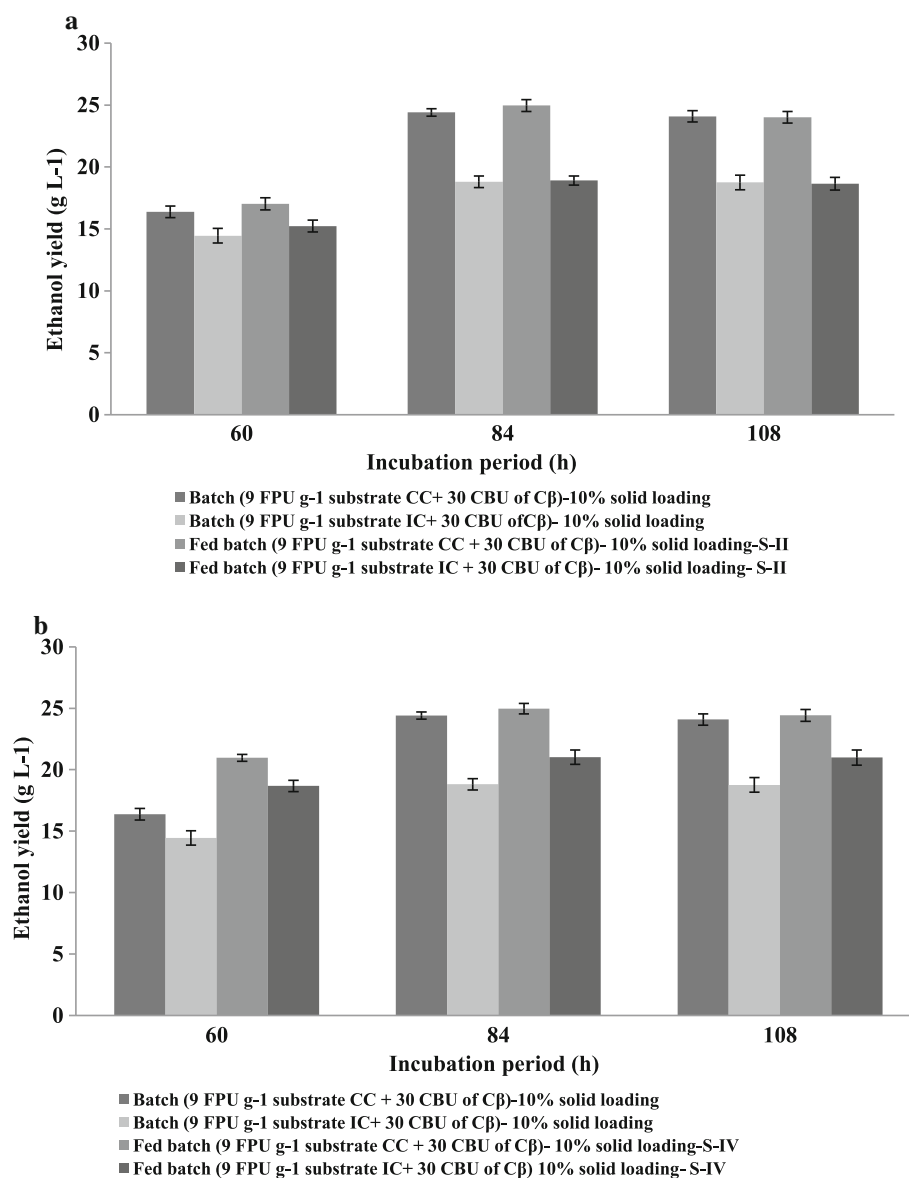 a
30
25
20
15
10
5
0
Ethanol yield (g L-1)
60 84 108
Incubation period (h)
Batch (9 FPU g-1 substrate CC+ 30 CBU of Cβ)-10% solid loading
Batch (9 FPU g-1 substrate IC+ 30 CBU ofCβ)- 10% solid loading
Fed batch (9 FPU g-1 substrate CC + 30 CBU of Cβ)- 10% solid loading-S-II
Fed batch (9 FPU g-1 substrate IC + 30 CBU of Cβ)- 10% solid loading- S-II
b
30
25
20
15
10
5
0
Ethanol yield (g L-1)
60 84 108
Incubation period (h)
Batch (9 FPU g-1 substrate CC + 30 CBU of Cβ)-10% solid loading
Batch (9 FPU g-1 substrate IC+ 30 CBU of Cβ)- 10% solid loading
Fed batch (9 FPU g-1 substrate CC + 30 CBU of Cβ)- 10% solid loading-S-IV
Fed batch (9 FPU g-1 substrate IC+ 30 CBU of Cβ) 10% solid loading- S-IV